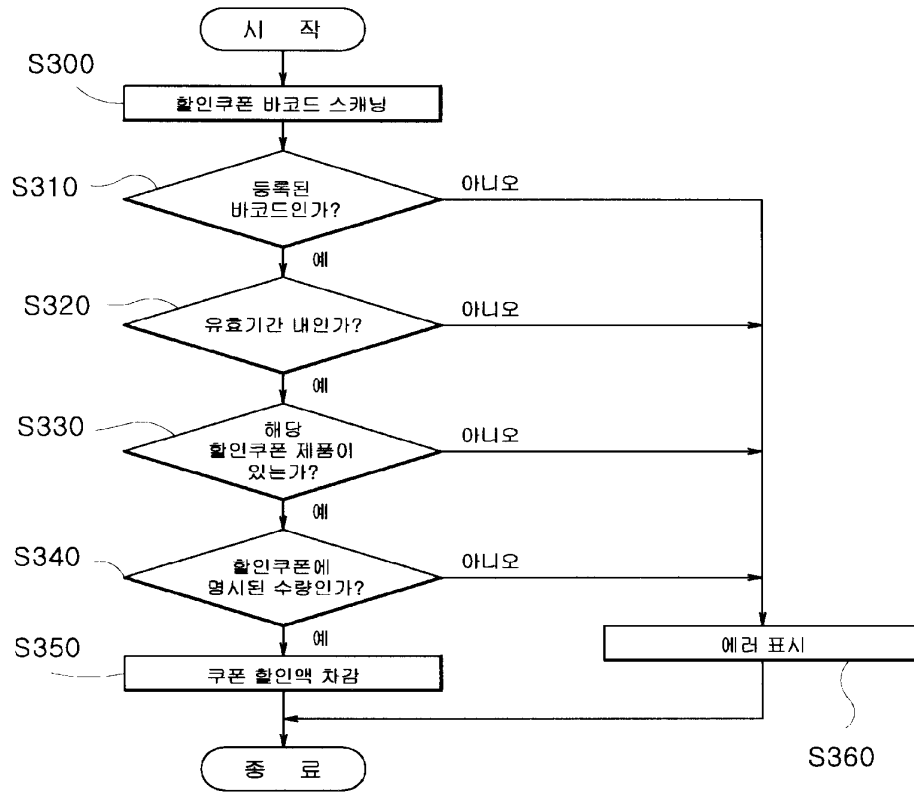 시 작
S300
할인쿠폰 바코드 스캐닝
S310
등록된
바코드인가?
아니오
예
S320
유효기간 내인가?
아니오
예
S330
해당
할인쿠폰 제품이
있는가?
아니오
예
S340
할인쿠폰에
명시된 수량인가?
아니오
예
S350
쿠폰 할인액 차감
에러 표시
S360
종 료